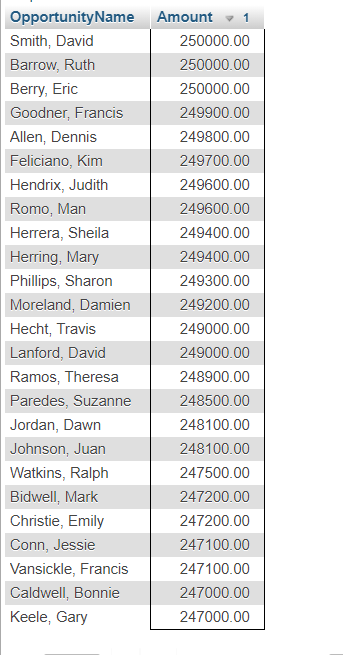 OpportunityName Amount 1
Smith, David 250000.00
Barrow, Ruth 250000.00
Berry, Eric 250000.00
Goodner, Francis 249900.00
Allen, Dennis 249800.00
Feliciano, Kim 249700.00
Hendrix, Judith 249600.00
Romo, Man 249600.00
Herrera, Sheila 249400.00
Herring, Mary 249400.00
Phillips, Sharon 249300.00
Moreland, Damien 249200.00
Hecht, Travis 249000.00
Lanford, David 249000.00
Ramos, Theresa 248900.00
Paredes, Suzanne 248500.00
Jordan, Dawn 248100.00
Johnson, Juan 248100.00
Watkins, Ralph 247500.00
Bidwell, Mark 247200.00
Christie, Emily 247200.00
Conn, Jessie 247100.00
Vansickle, Francis 247100.00
Caldwell, Bonnie 247000.00
Keele, Gary 247000.00